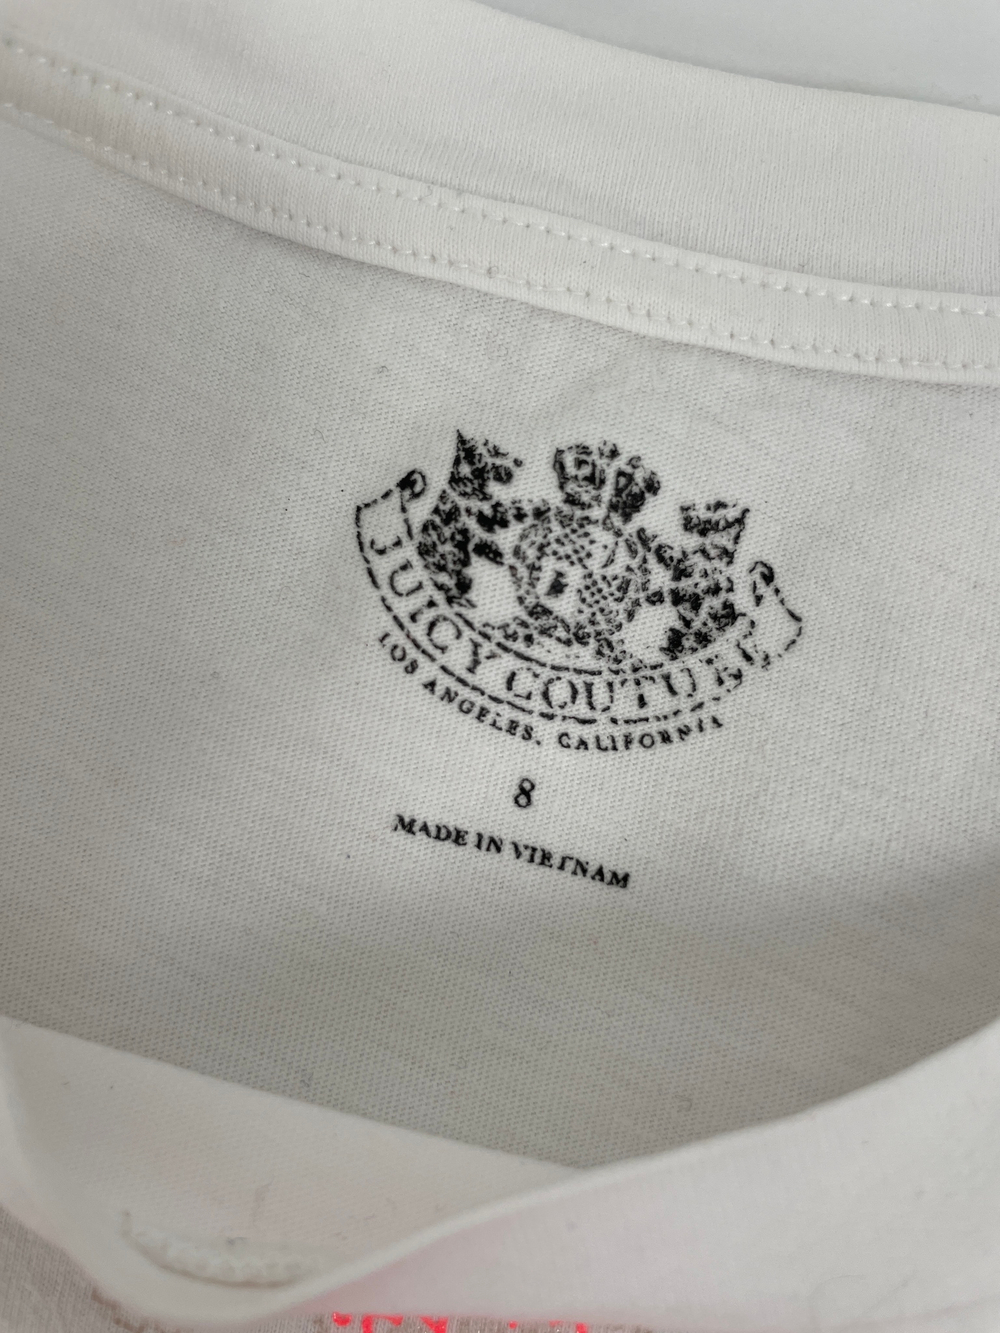 JUICY COUTURE
LOS ANGELES, CALIFORNIA
8
MADE IN VIETNAM